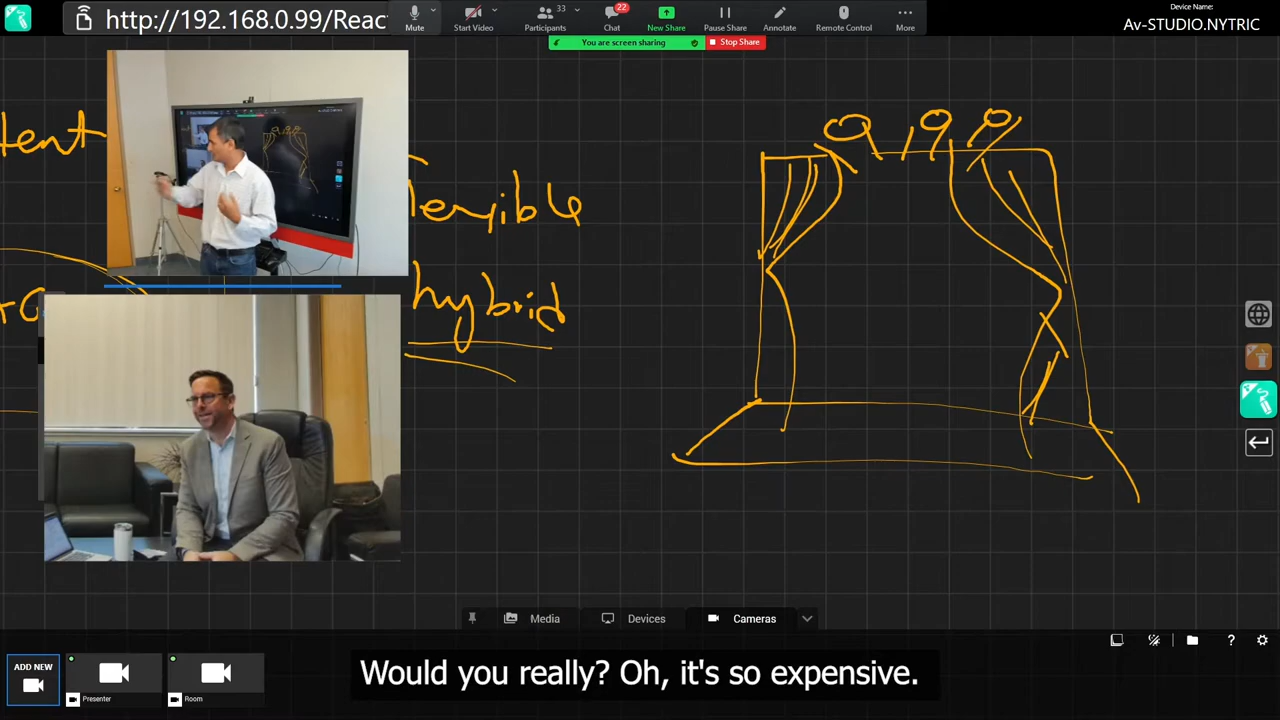 http://192.168.0.99/React
Mute
Start Video
Participants
33
Chat
22
New Share
Pause/Resume Share
Annotate
Remote Control
More
You are screen sharing
Stop Share
Device Name:
Av-STUDIO.NYTRIC
hybrid
Media
Devices
Cameras
ADD NEW
Presenter
Room
?
Would you really? Oh, it's so expensive.